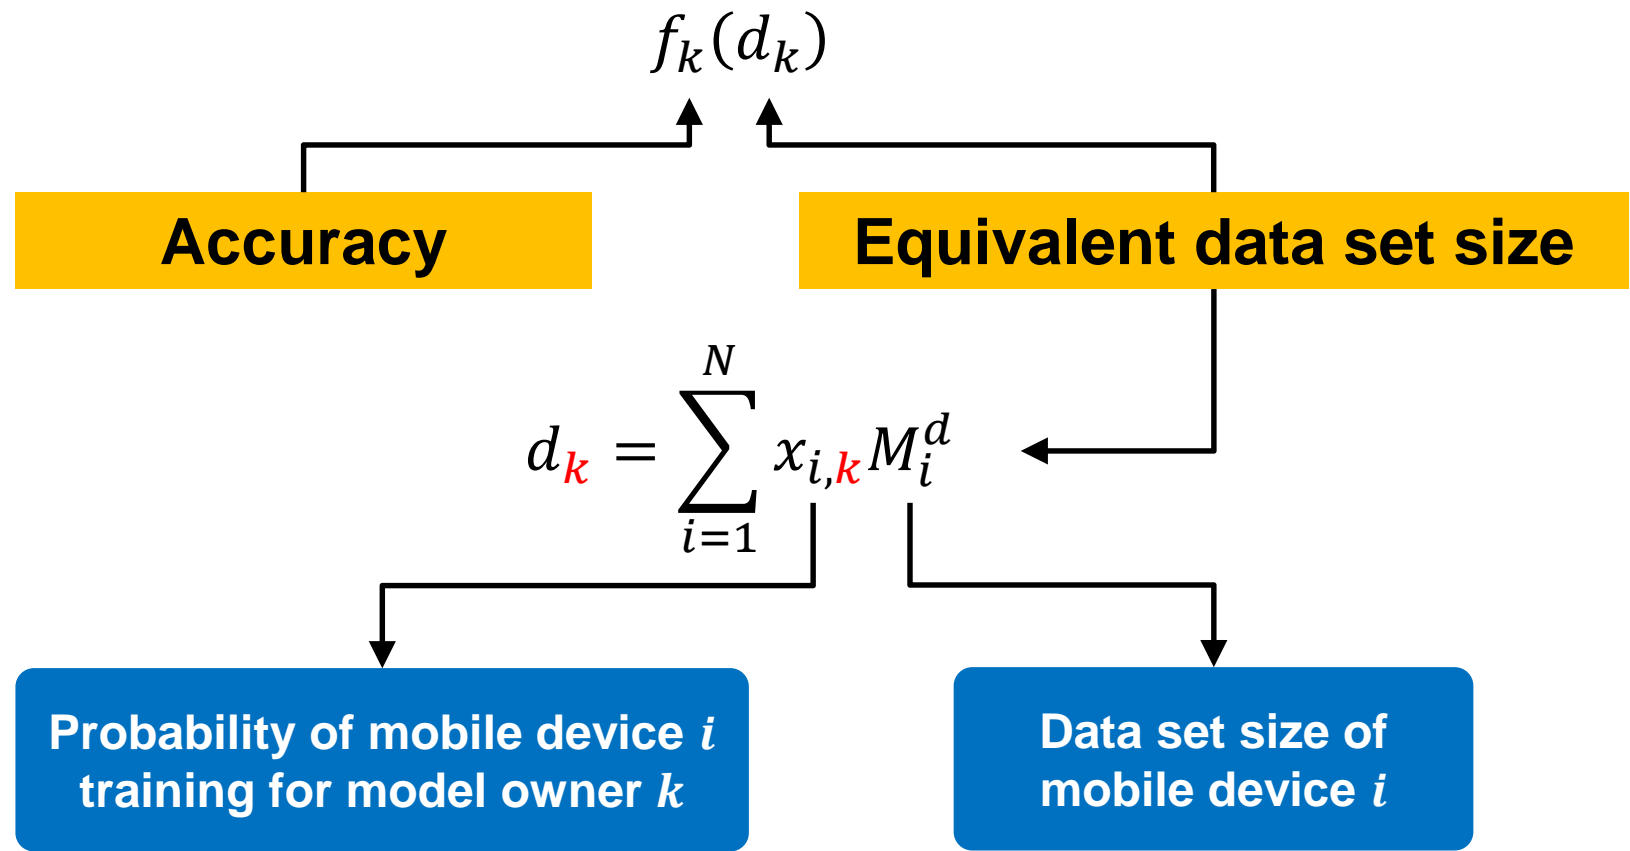 f_k(d_k)
Accuracy
Equivalent data set size
d_k = \sum_{i=1}^{N} x_{i,k} M_i^d
Probability of mobile device i
training for model owner k
Data set size of
mobile device i